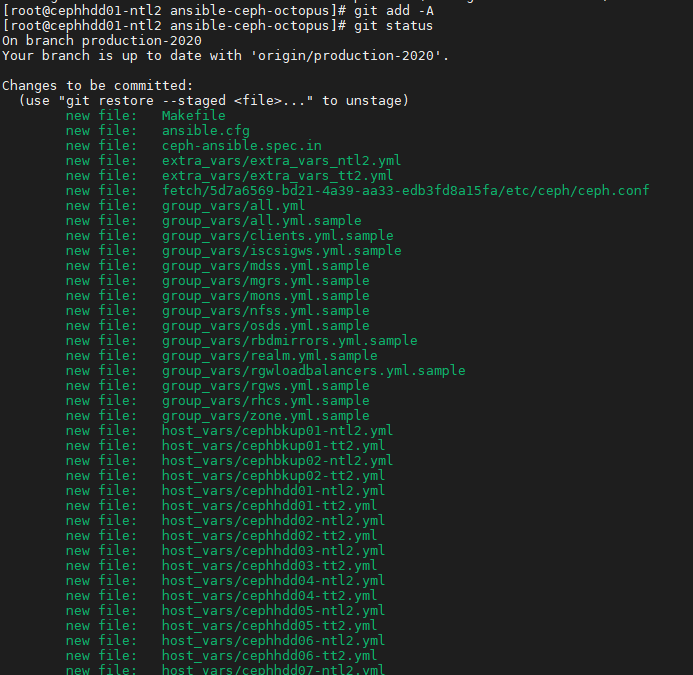 [root@cephhdd01-ntl2 ansible-ceph-octopus]# git add -A
[root@cephhdd01-ntl2 ansible-ceph-octopus]# git status
On branch production-2020
Your branch is up to date with 'origin/production-2020'.
Changes to be committed:
(use "git restore --staged <file>..." to unstage)
new file: Makefile
new file: ansible.cfg
new file: ceph-ansible.spec.in
new file: extra_vars/extra_vars_ntl2.yml
new file: extra_vars/extra_vars_tt2.yml
new file: fetch/5d7a6569-bd21-4a39-aa33-edb3fd8a15fa/etc/ceph/ceph.conf
new file: group_vars/all.yml
new file: group_vars/all.yml.sample
new file: group_vars/clients.yml.sample
new file: group_vars/iscsigws.yml.sample
new file: group_vars/mdss.yml.sample
new file: group_vars/mgrs.yml.sample
new file: group_vars/mons.yml.sample
new file: group_vars/nfss.yml.sample
new file: group_vars/osds.yml.sample
new file: group_vars/rbdmirrors.yml.sample
new file: group_vars/realm.yml.sample
new file: group_vars/rgwloadbalancers.yml.sample
new file: group_vars/rgws.yml.sample
new file: group_vars/rhcs.yml.sample
new file: group_vars/zone.yml.sample
new file: host_vars/cephbkup01-ntl2.yml
new file: host_vars/cephbkup01-tt2.yml
new file: host_vars/cephbkup02-ntl2.yml
new file: host_vars/cephbkup02-tt2.yml
new file: host_vars/cephhdd01-ntl2.yml
new file: host_vars/cephhdd01-tt2.yml
new file: host_vars/cephhdd02-ntl2.yml
new file: host_vars/cephhdd02-tt2.yml
new file: host_vars/cephhdd03-ntl2.yml
new file: host_vars/cephhdd03-tt2.yml
new file: host_vars/cephhdd04-ntl2.yml
new file: host_vars/cephhdd04-tt2.yml
new file: host_vars/cephhdd05-ntl2.yml
new file: host_vars/cephhdd05-tt2.yml
new file: host_vars/cephhdd06-ntl2.yml
new file: host_vars/cephhdd06-tt2.yml
new file: host_vars/cephhdd07-ntl2.yml